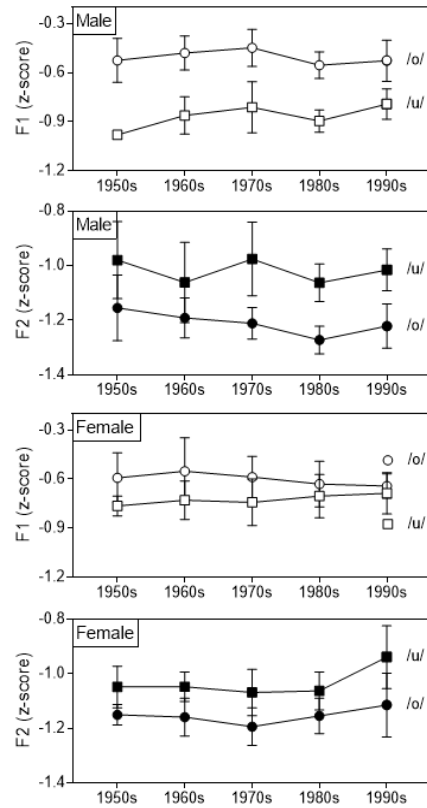 Male
F1 (z-score)
-0.3
-0.6
-0.9
-1.2
/o/
/u/
1950s 1960s 1970s 1980s 1990s
Male
F2 (z-score)
-0.8
-1.0
-1.2
-1.4
/u/
/o/
1950s 1960s 1970s 1980s 1990s
Female
F1 (z-score)
-0.3
-0.6
-0.9
-1.2
/o/
/u/
1950s 1960s 1970s 1980s 1990s
Female
F2 (z-score)
-0.8
-1.0
-1.2
-1.4
/u/
/o/
1950s 1960s 1970s 1980s 1990s